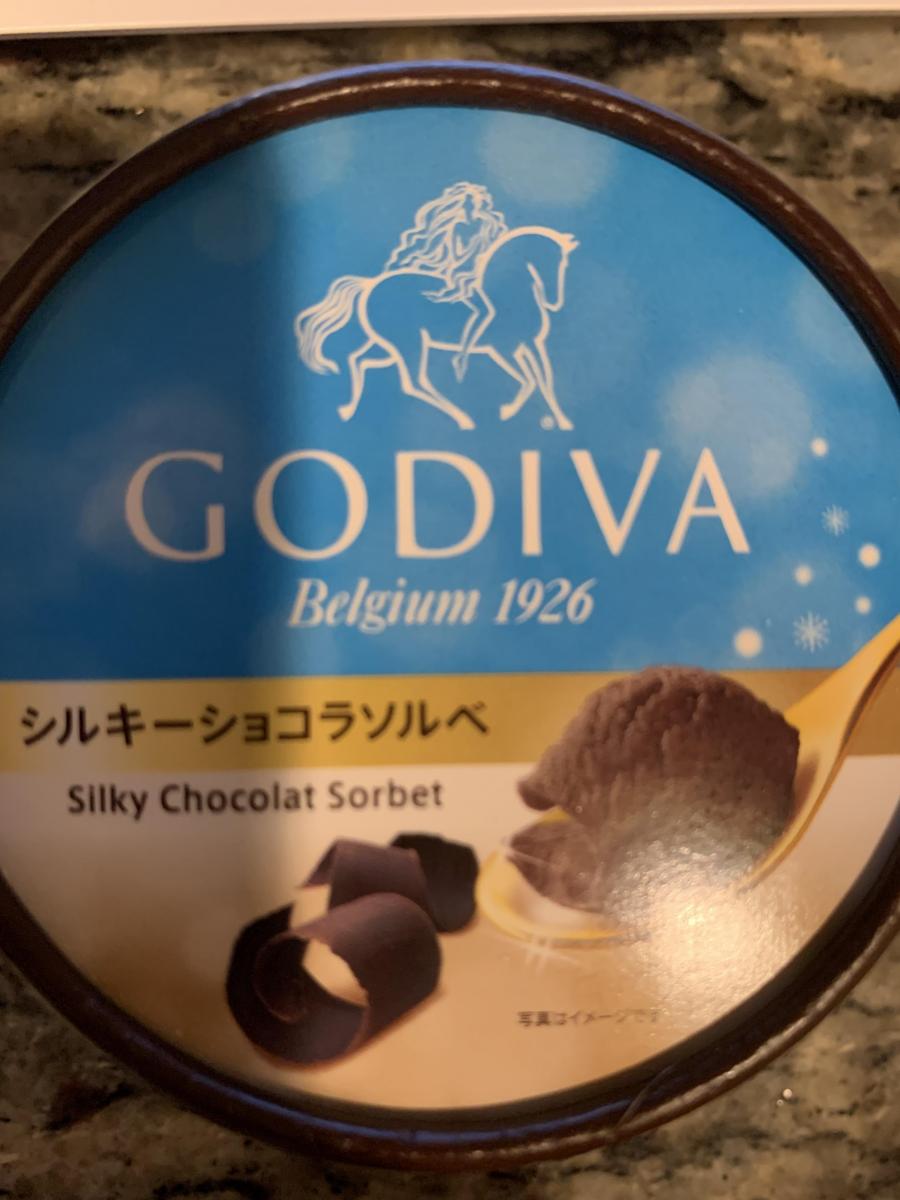 GODIVA
Belgium 1926
シルキーショコラソルベ
Silky Chocolat Sorbet
写真はイメージです